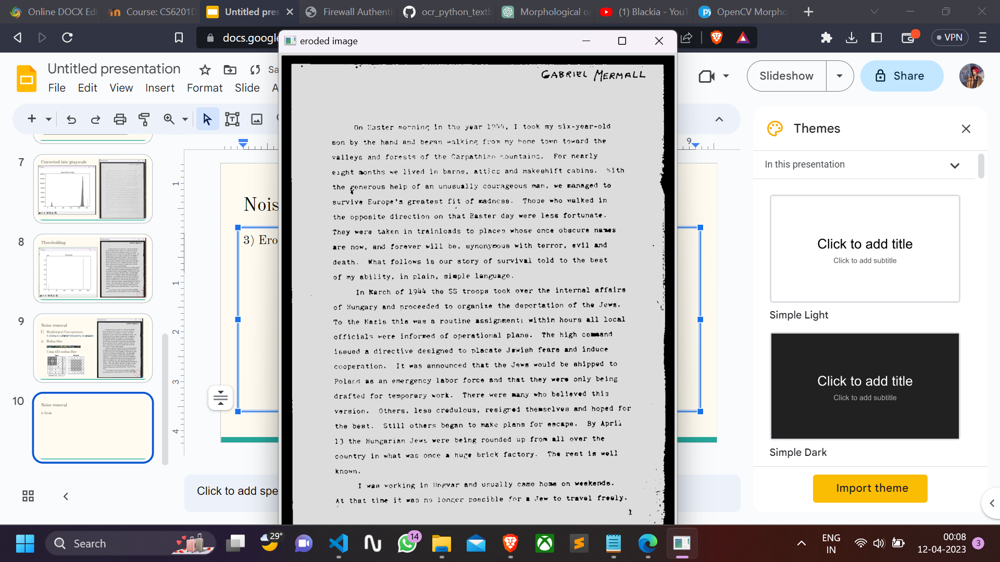 Online DOCX Edi
Course: CS6201D
Untitled pres
Firewall Authenti
ocr_python_textb
Morphological o
(1) Blackia - YouT
OpenCV Morpho
docs.google
VPN
eroded image
Untitled presentation
Sa
File Edit View Insert Format Slide A
Slideshow
Share
7
Converted into grayscale
8
Thresholding
9
Noise removal
1) Morphological Close operations
A closing is a dilation followed by an erosion
2) Median filter
Using 3X3 median filter
10
Noise removal
3) Erode
Nois
3) Ero
Click to add spe
GABRIEL MERMALL
On Easter morning in the year 1944, I took my six-year-old
son by the hand and began walking from my home town toward the
valleys and forests of the Carpathian mountains. For nearly
eight months we lived in barns, attics and makeshift cabins. With
the generous help of an unusually courageous man, we managed to
survive Europe's greatest fit of madness. Those who walked in
the opposite direction on that Easter day were less fortunate.
They were taken in trainloads to places whose once obscure names
are now, and forever will be, synonymous with terror, evil and
death. What follows is our story of survival told to the best
of my ability, in plain, simple language.
In March of 1944 the SS troops took over the internal affairs
of Hungary and proceeded to organize the deportation of the Jews.
To the Nazis this was a routine assignment; within hours all local
officials were informed of operational plans. The high command
issued a directive designed to placate Jewish fears and induce
cooperation. It was announced that the Jews would be shipped to
Poland as an emergency labor force and that they were only being
drafted for temporary work. There were many who believed this
version. Others, less credulous, resigned themselves and hoped for
the best. Still others began to make plans for escape. By April
13 the Hungarian Jews were being rounded up from all over the
country in what was once a huge brick factory. The rest is well
known.
I was working in Ungvar and usually came home on weekends.
At that time it was no longer possible for a Jew to travel freely.
1
Themes
In this presentation
Click to add title
Click to add subtitle
Simple Light
Click to add title
Click to add subtitle
Simple Dark
Import theme
Search
29°
14
ENG
IN
00:08
12-04-2023
3